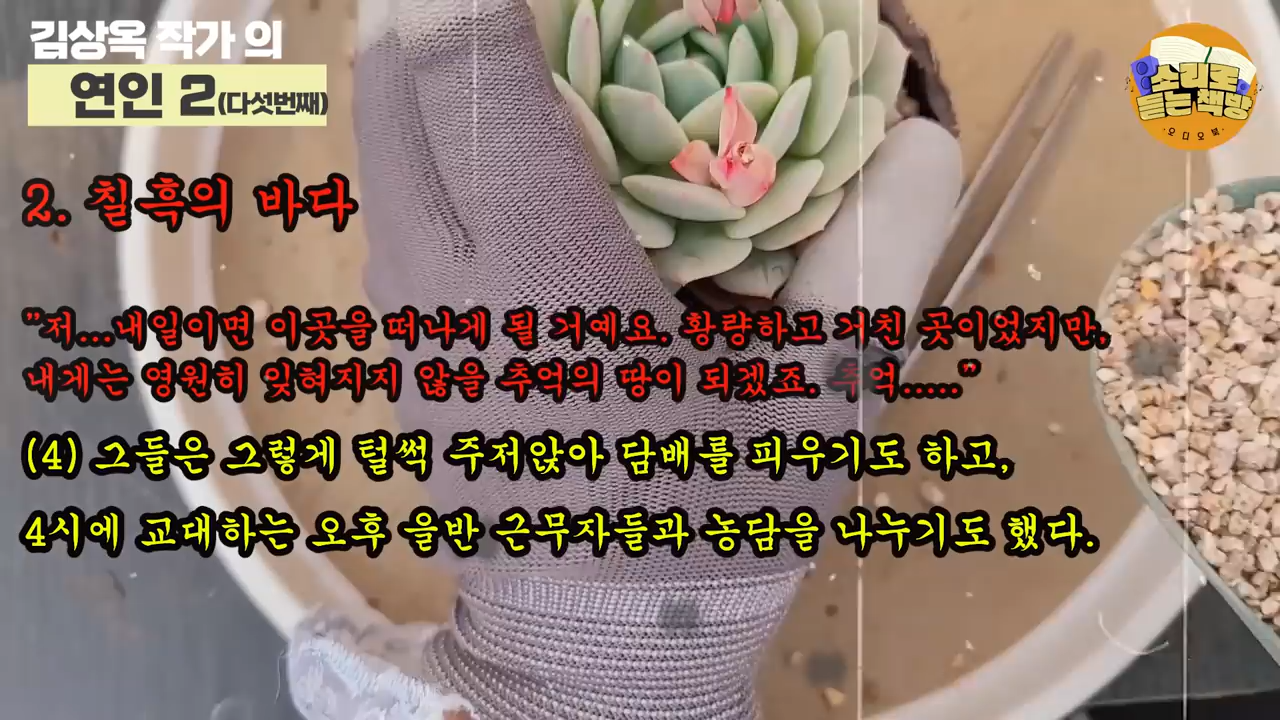 김상옥 작가 의
연인 2(다섯번째)
소리로
듣는 책방
·오디오북·
2. 칠흑의 바다
"저...내일이면 이곳을 떠나게 될 거예요. 황량하고 거친 곳이었지만,
내게는 영원히 잊혀지지 않을 추억의 땅이 되겠죠. 추억....."
(4) 그들은 그렇게 털썩 주저앉아 담배를 피우기도 하고,
4시에 교대하는 오후 을반 근무자들과 농담을 나누기도 했다.